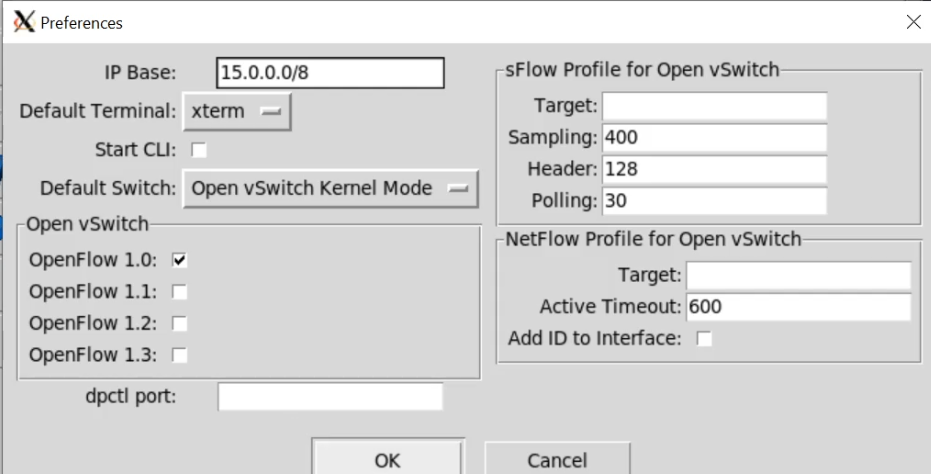 Preferences
IP Base: 15.0.0.0/8
Default Terminal: xterm
Start CLI:
Default Switch: Open vSwitch Kernel Mode
Open vSwitch
OpenFlow 1.0:
OpenFlow 1.1:
OpenFlow 1.2:
OpenFlow 1.3:
dpctl port:
sFlow Profile for Open vSwitch
Target:
Sampling: 400
Header: 128
Polling: 30
NetFlow Profile for Open vSwitch
Target:
Active Timeout: 600
Add ID to Interface:
OK
Cancel